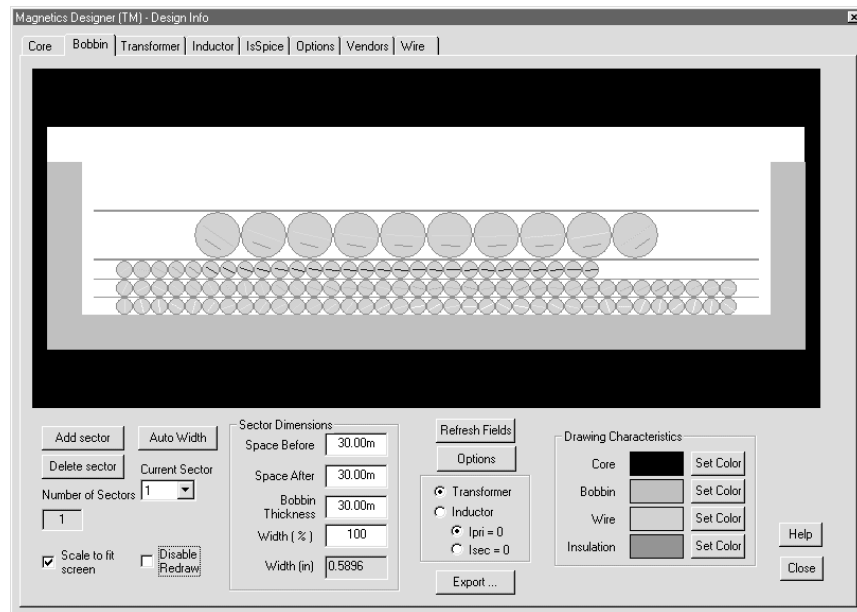 Magnetics Designer (TM) - Design Info
Core Bobbin Transformer Inductor IsSpice Options Vendors Wire
Add sector
Auto Width
Delete sector
Current Sector
1
Number of Sectors
1
Scale to fit
screen
Disable
Redraw
Sector Dimensions
Space Before 30.00m
Space After 30.00m
Bobbin
Thickness 30.00m
Width ( % ) 100
Width (in) 0.5896
Refresh Fields
Options
Transformer
Inductor
Ipri = 0
Isec = 0
Export ...
Drawing Characteristics
Core Set Color
Bobbin Set Color
Wire Set Color
Insulation Set Color
Help
Close